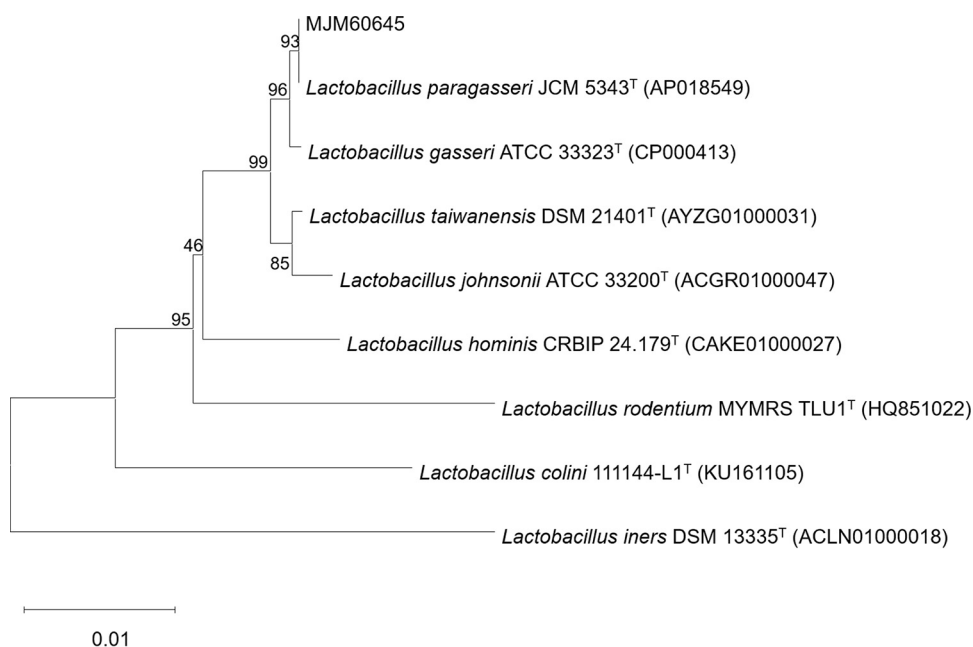 MJM60645
93
Lactobacillus paragasseri JCM 5343ᵀ (AP018549)
96
Lactobacillus gasseri ATCC 33323ᵀ (CP000413)
99
Lactobacillus taiwanensis DSM 21401ᵀ (AYZG01000031)
46
85
Lactobacillus johnsonii ATCC 33200ᵀ (ACGR01000047)
95
Lactobacillus hominis CRBIP 24.179ᵀ (CAKE01000027)
Lactobacillus rodentium MYMRS TLU1ᵀ (HQ851022)
Lactobacillus colini 111144-L1ᵀ (KU161105)
Lactobacillus iners DSM 13335ᵀ (ACLN01000018)
0.01